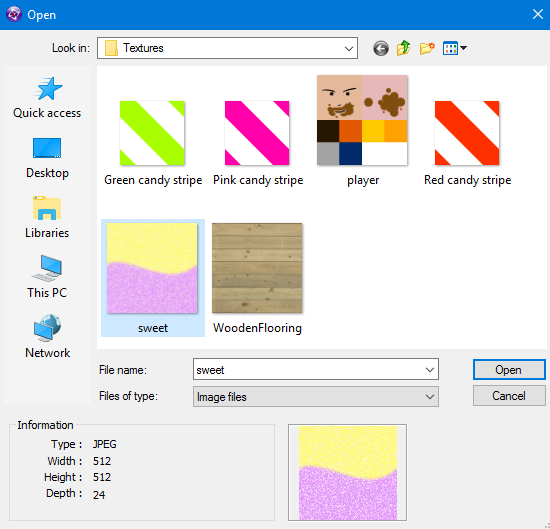 Open
Look in:
Textures
Quick access
Desktop
Libraries
This PC
Network
Green candy stripe
Pink candy stripe
player
Red candy stripe
sweet
WoodenFlooring
File name:
sweet
Open
Files of type:
Image files
Cancel
Information
Type : JPEG
Width : 512
Height : 512
Depth : 24